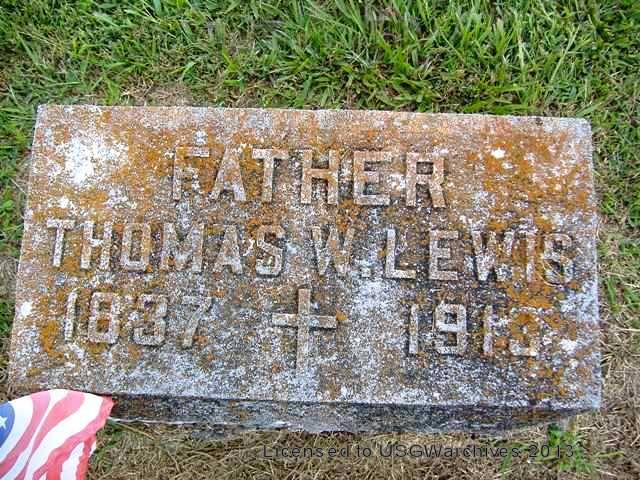 FATHER
THOMAS W. LEWIS
1837 1913
Licensed to USGWarchives 2013